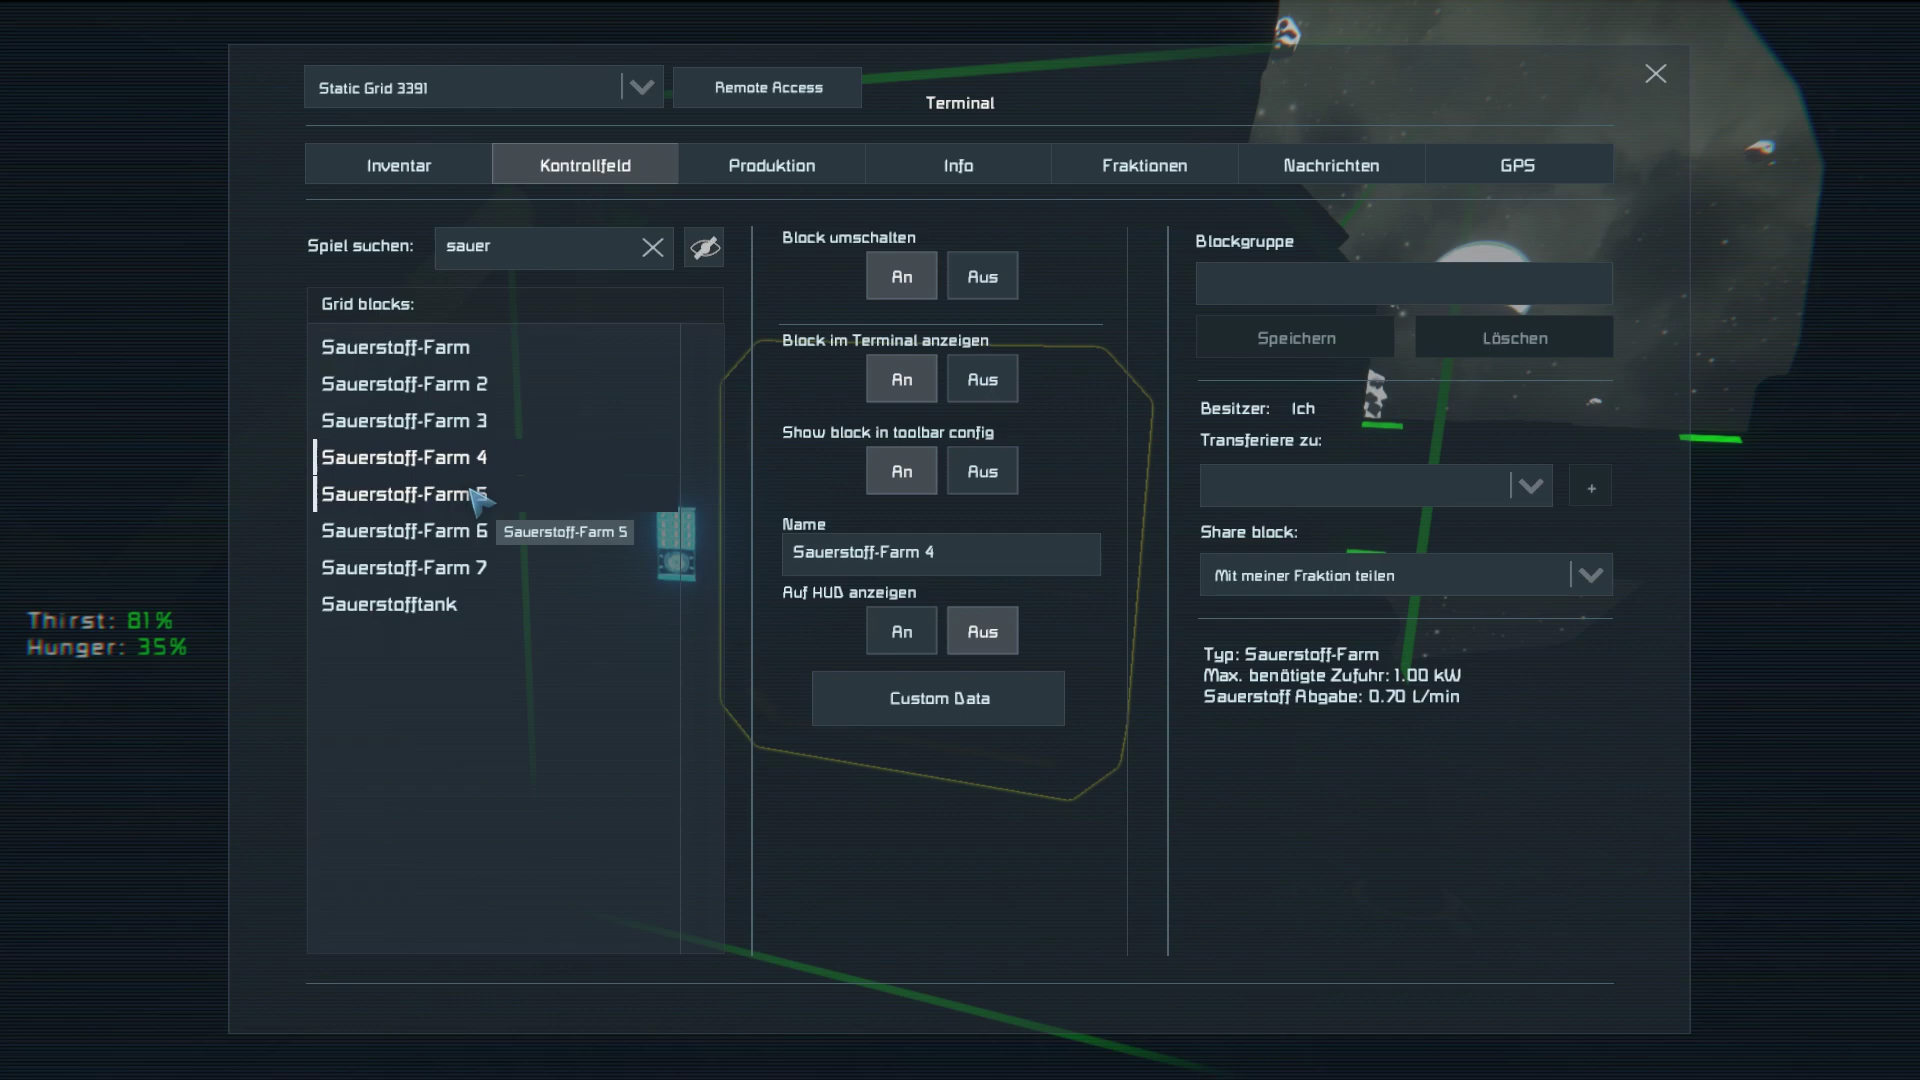 Static Grid 3391
Remote Access
Terminal
Inventar
Kontrollfeld
Produktion
Info
Fraktionen
Nachrichten
GPS
Spiel suchen:
sauer
Grid blocks:
Sauerstoff-Farm
Sauerstoff-Farm 2
Sauerstoff-Farm 3
Sauerstoff-Farm 4
Sauerstoff-Farm 5
Sauerstoff-Farm 6
Sauerstoff-Farm 5
Sauerstoff-Farm 7
Sauerstofftank
Thirst: 81%
Hunger: 35%
Block umschalten
An
Aus
Block im Terminal anzeigen
An
Aus
Show block in toolbar config
An
Aus
Name
Sauerstoff-Farm 4
Auf HUD anzeigen
An
Aus
Custom Data
Blockgruppe
Speichern
Löschen
Besitzer: Ich
Transferiere zu:
+
Share block:
Mit meiner Fraktion teilen
Typ: Sauerstoff-Farm
Max. benötigte Zufuhr: 1.00 kW
Sauerstoff Abgabe: 0.70 L/min